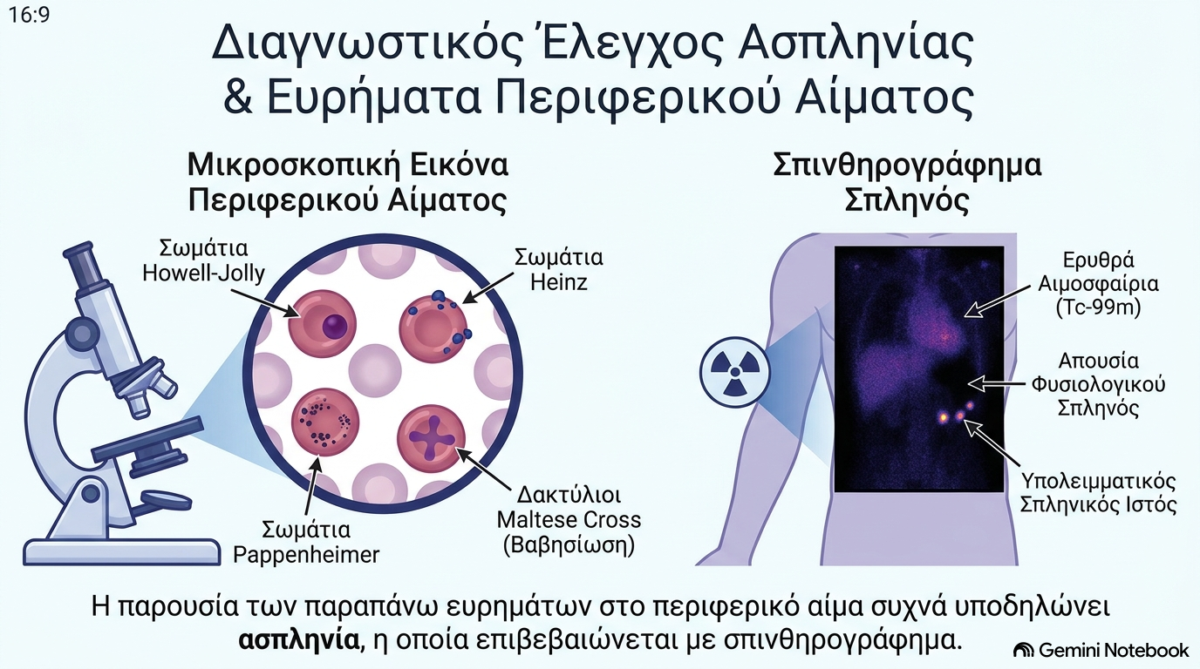 16:9
Διαγνωστικός Έλεγχος Ασπληνίας
& Ευρήματα Περιφερικού Αίματος
Μικροσκοπική Εικόνα
Περιφερικού Αίματος
Σωμάτια
Howell-Jolly
Σωμάτια
Heinz
Σωμάτια
Pappenheimer
Δακτύλιοι
Maltese Cross
(Βαβησίωση)
Σπινθηρογράφημα
Σπληνός
Ερυθρά
Αιμοσφαίρια
(Tc-99m)
Απουσία
Φυσιολογικού
Σπληνός
Υπολειμματικός
Σπληνικός Ιστός
Η παρουσία των παραπάνω ευρημάτων στο περιφερικό αίμα συχνά υποδηλώνει
ασπληνία, η οποία επιβεβαιώνεται με σπινθηρογράφημα.
Gemini Notebook